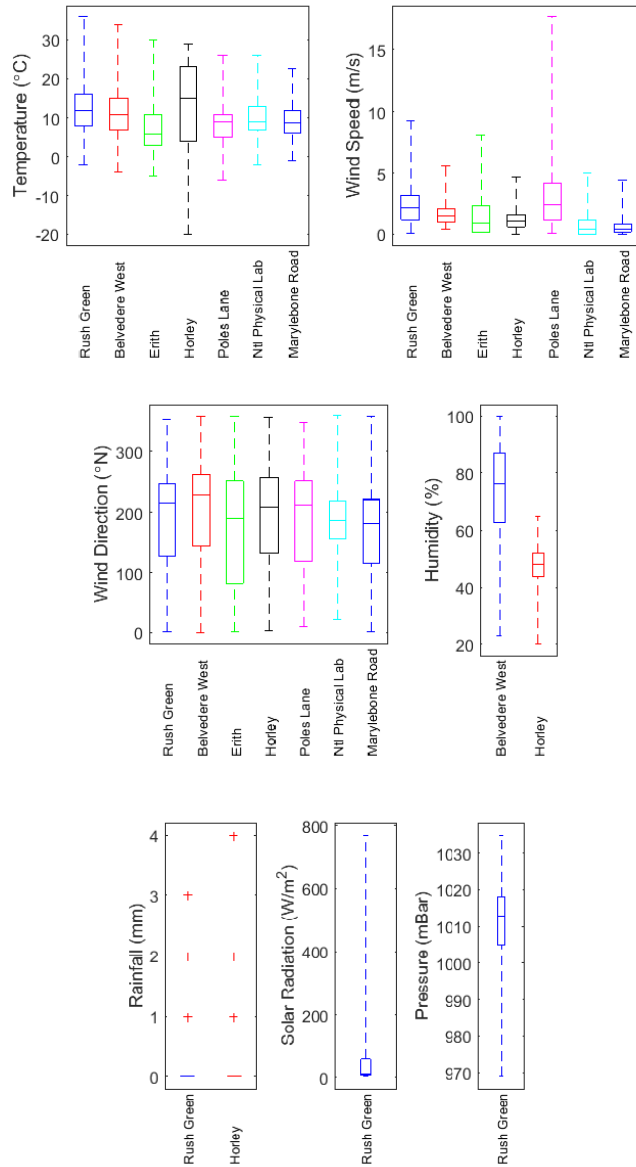 Temperature (°C)
30
20
10
0
-10
-20
Rush Green
Belvedere West
Erith
Horley
Poles Lane
Ntl Physical Lab
Marylebone Road
Wind Speed (m/s)
15
10
5
0
Rush Green
Belvedere West
Erith
Horley
Poles Lane
Ntl Physical Lab
Marylebone Road
Wind Direction (°N)
300
200
100
0
Rush Green
Belvedere West
Erith
Horley
Poles Lane
Ntl Physical Lab
Marylebone Road
Humidity (%)
100
80
60
40
20
Belvedere West
Horley
Rainfall (mm)
4
3
2
1
0
Rush Green
Horley
Solar Radiation (W/m²)
800
600
400
200
0
Rush Green
Pressure (mBar)
1030
1020
1010
1000
990
980
970
Rush Green